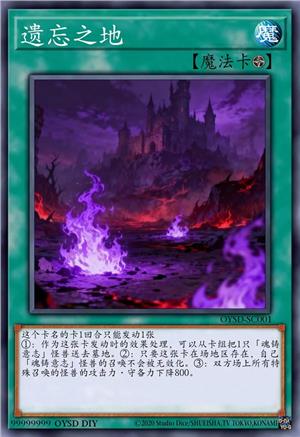 遗忘之地
魔
【魔法卡】
OYSD-SC001
这个卡名的卡1回合只能发动1张
①:作为这张卡发动时的效果处理,可以从卡组把1只「魂铸
意志」怪兽送去墓地。②:只要这张卡在场地区存在,自己
「魂铸意志」怪兽的召唤不会被无效化。③:双方场上所有特
殊召唤的怪兽的攻击力·守备力下降800。
99999999 OYSD DIY
©2020 Studio Dice/SHUEISHA,TV TOKYO,KONAMI